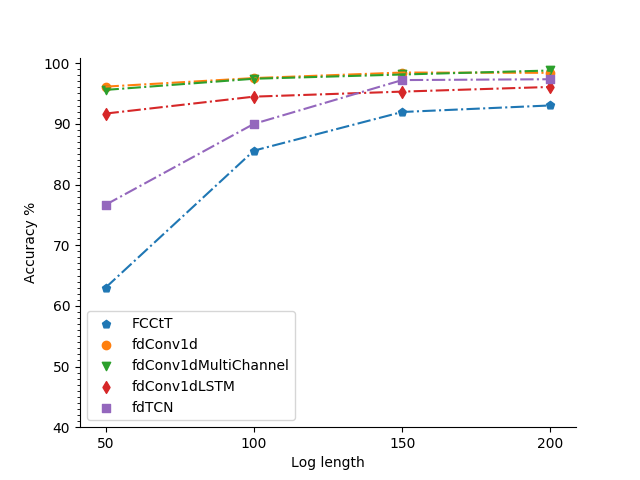 100
90
80
70
60
50
40
Accuracy %
FCCtT
fdConv1d
fdConv1dMultiChannel
fdConv1dLSTM
fdTCN
50 100 150 200
Log length